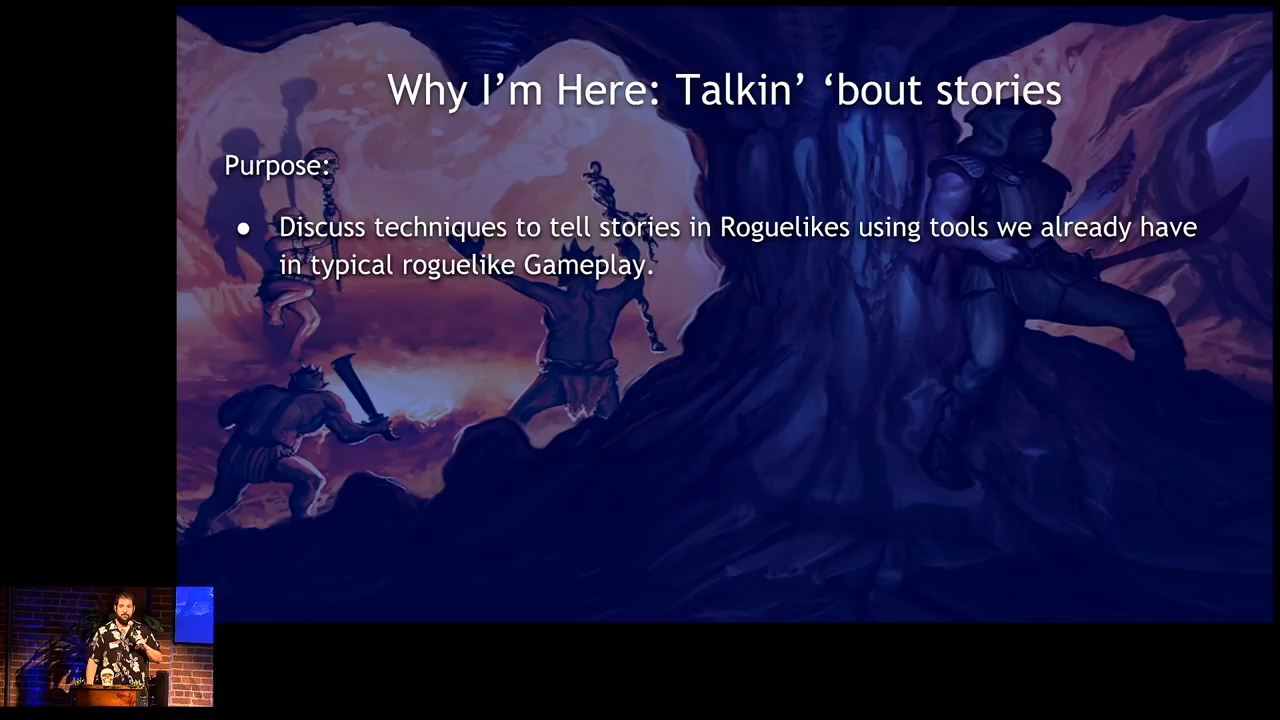 Why I’m Here: Talkin’ ‘bout stories
Purpose:
● Discuss techniques to tell stories in Roguelikes using tools we already have
in typical roguelike Gameplay.